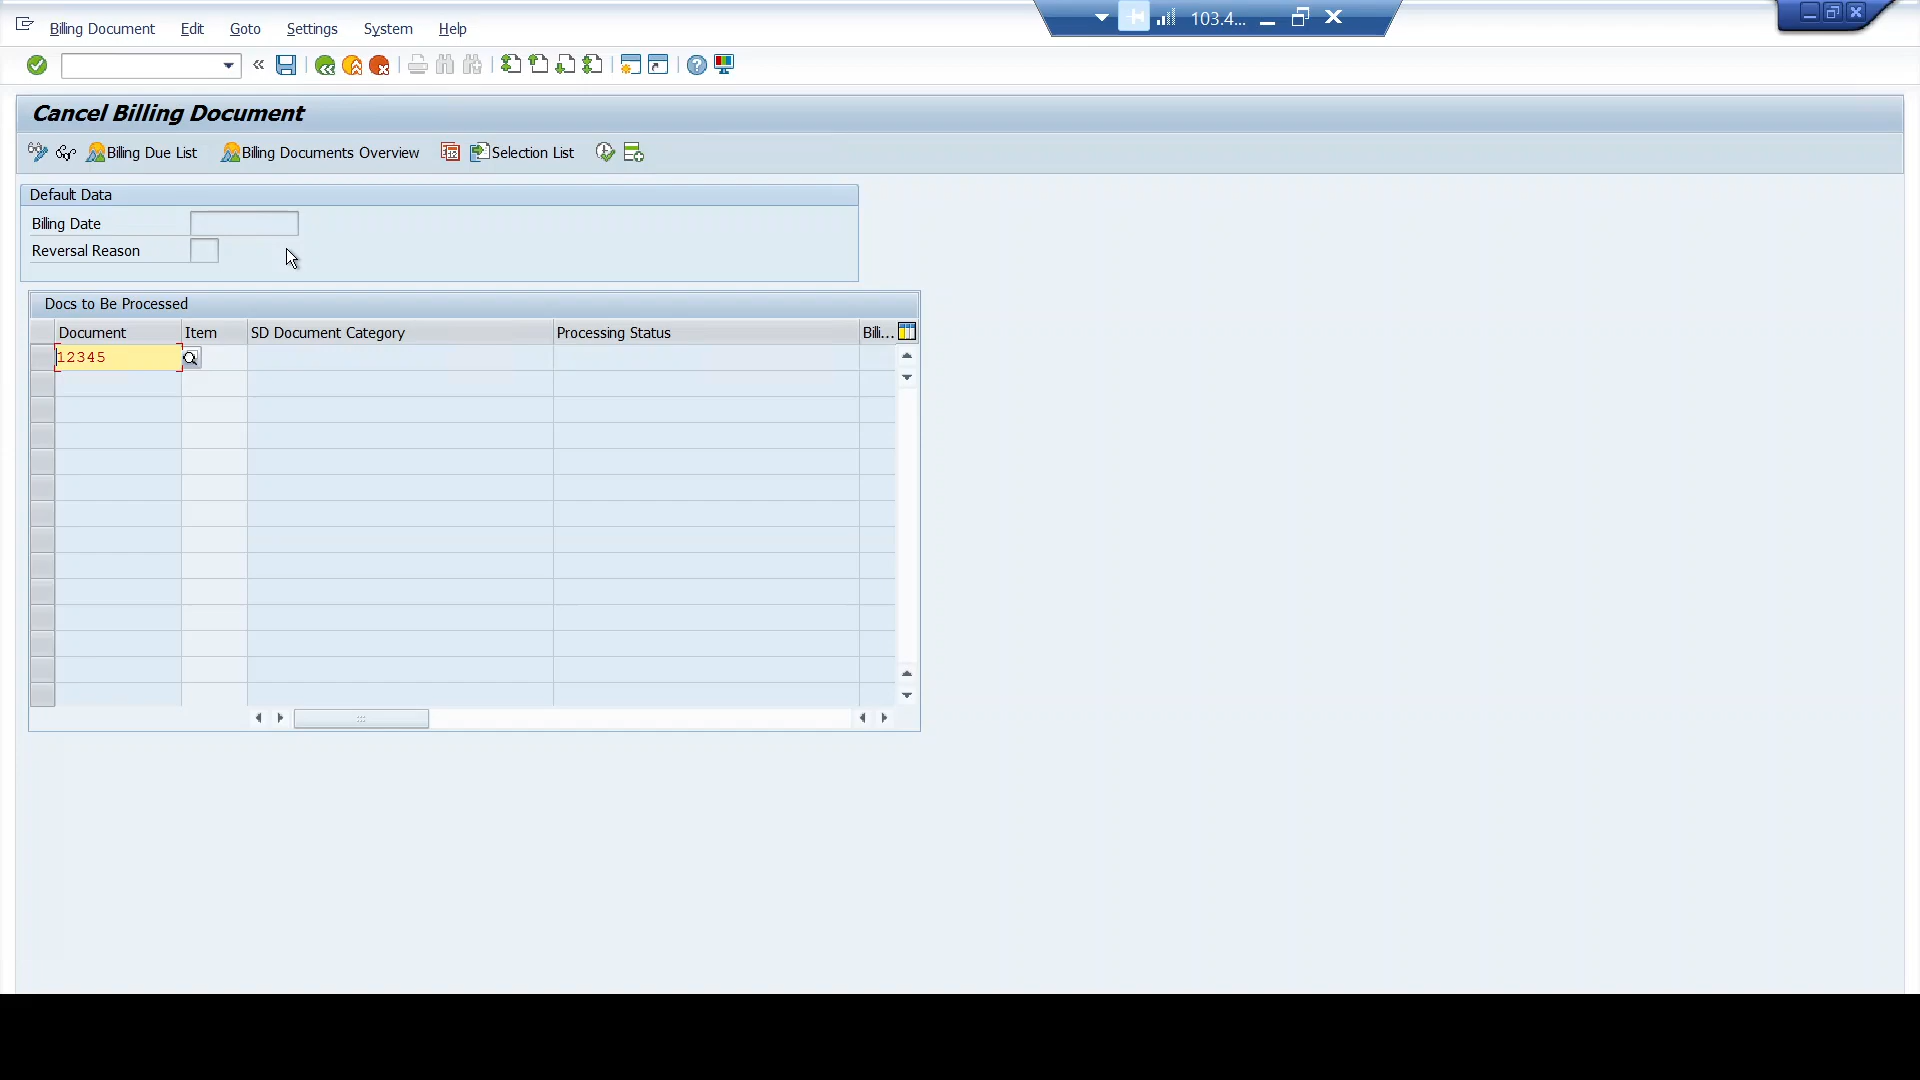 103.4...
Billing Document Edit Goto Settings System Help
Cancel Billing Document
Billing Due List Billing Documents Overview Selection List
Default Data
Billing Date
Reversal Reason
Docs to Be Processed
Document Item SD Document Category Processing Status Billi...
12345